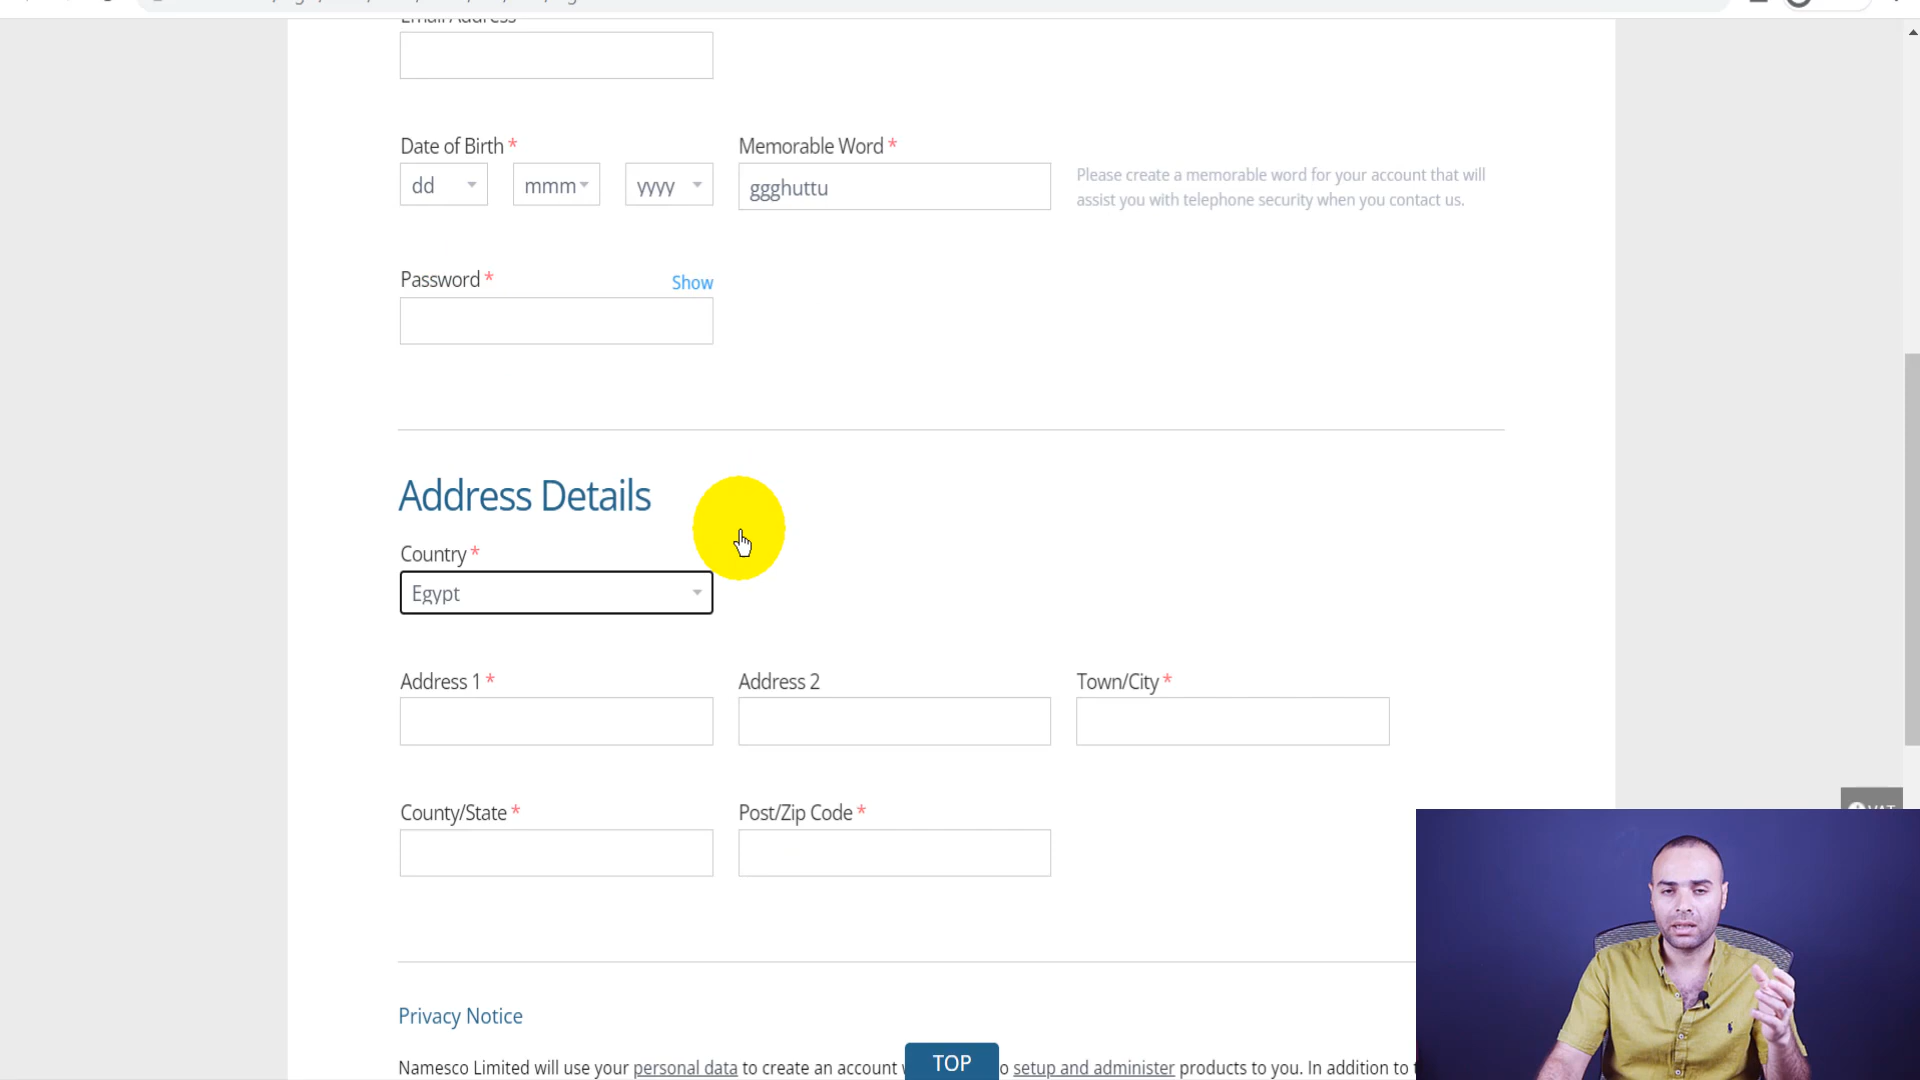 Email Address
Date of Birth *
Memorable Word *
dd
mmm
yyyy
ggghuttu
Please create a memorable word for your account that will
assist you with telephone security when you contact us.
Password *
Show
Address Details
Country *
Egypt
Address 1 *
Address 2
Town/City *
County/State *
Post/Zip Code *
VAT
Privacy Notice
Namesco Limited will use your personal data to create an account
setup and administer products to you. In addition to
TOP